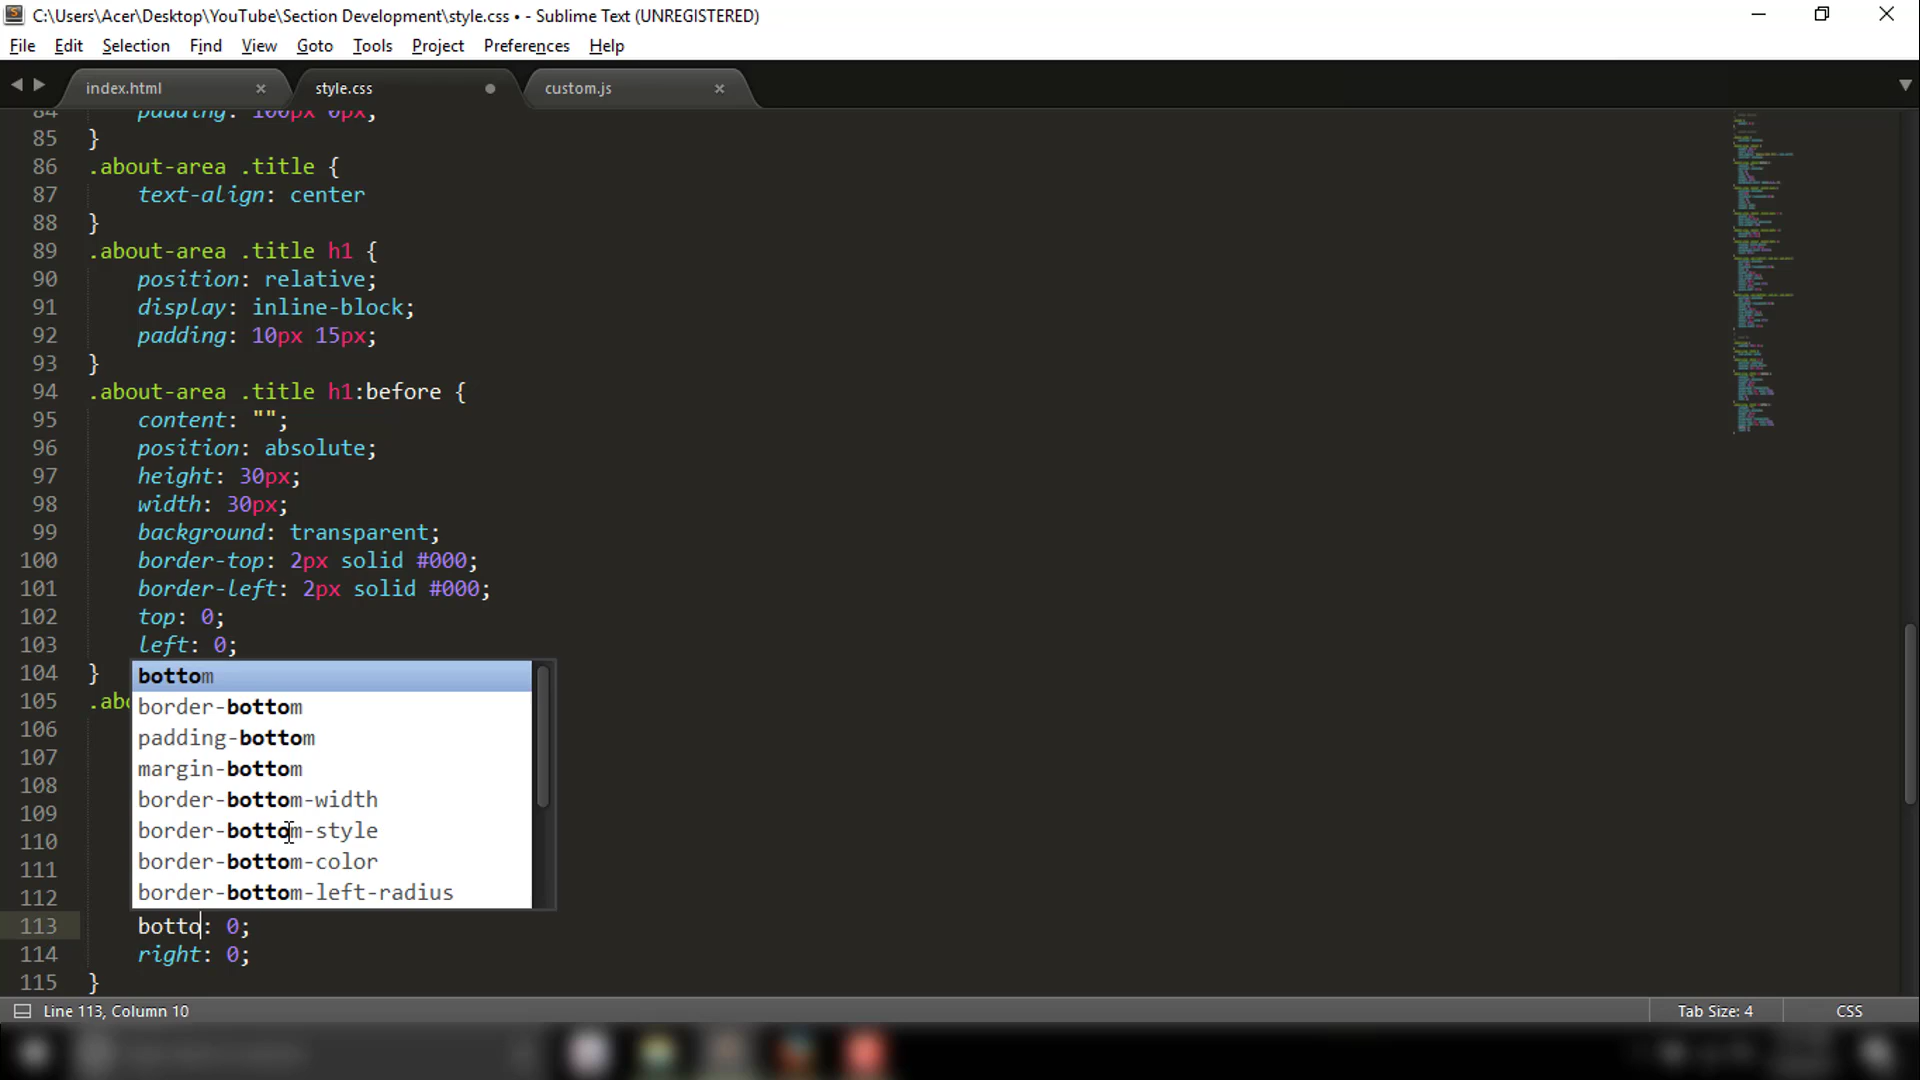 C:\Users\Acer\Desktop\YouTube\Section Development\style.css • - Sublime Text (UNREGISTERED)
File Edit Selection Find View Goto Tools Project Preferences Help
index.html × style.css custom.js ×
84 padding: 100px 0px;
85 }
86 .about-area .title {
87 text-align: center
88 }
89 .about-area .title h1 {
90 position: relative;
91 display: inline-block;
92 padding: 10px 15px;
93 }
94 .about-area .title h1:before {
95 content: "";
96 position: absolute;
97 height: 30px;
98 width: 30px;
99 background: transparent;
100 border-top: 2px solid #000;
101 border-left: 2px solid #000;
102 top: 0;
103 left: 0;
104 } bottom
border-bottom
105 .abo
106 padding-bottom
107 margin-bottom
108 border-bottom-width
109 border-bottom-style
110
111 border-bottom-color
112 border-bottom-left-radius
113 botto: 0;
114 right: 0;
115 }
Line 113, Column 10 Tab Size: 4 CSS